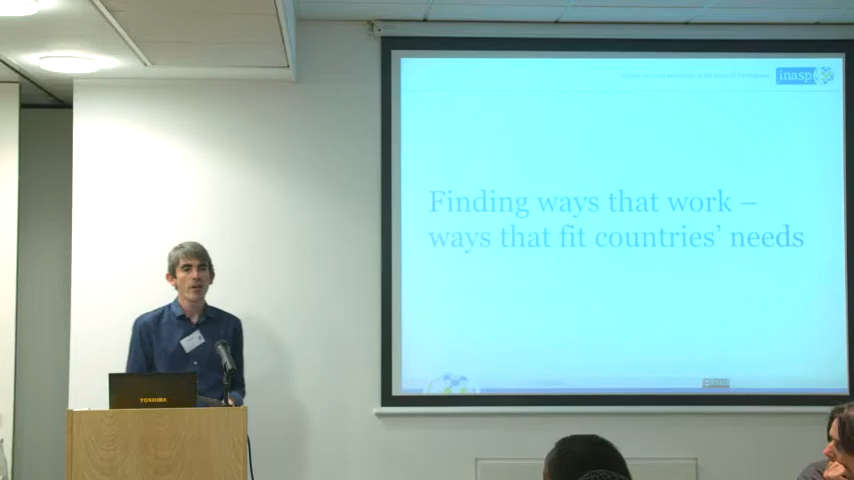 inasp
Finding ways that work –
ways that fit countries’ needs
TOSHIBA